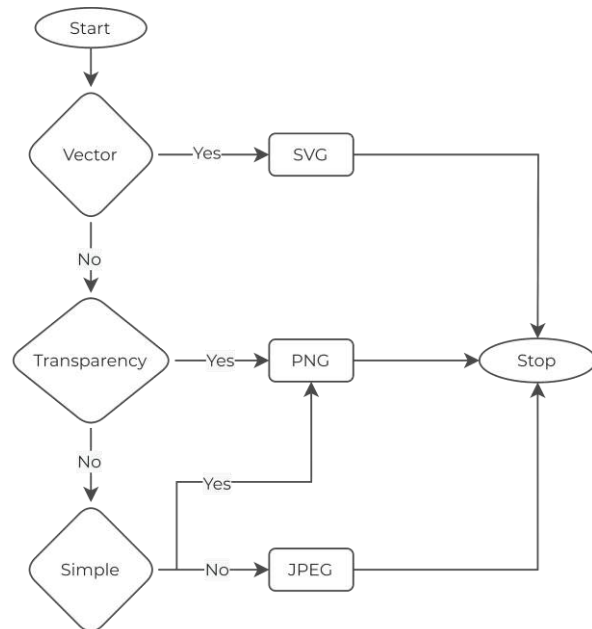 Start
Vector
Yes
SVG
No
Transparency
Yes
PNG
Stop
No
Yes
Simple
No
JPEG